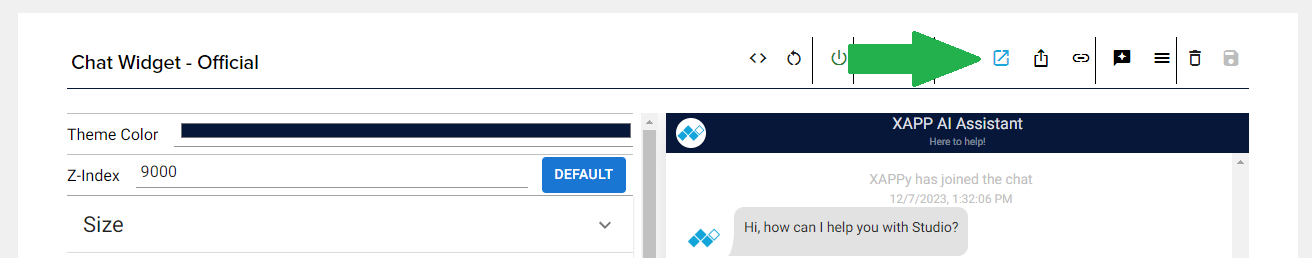 Chat Widget - Official
Theme Color
Z-Index
9000
DEFAULT
Size
XAPP AI Assistant
Here to help!
XAPPy has joined the chat
12/7/2023, 1:32:06 PM
Hi, how can I help you with Studio?